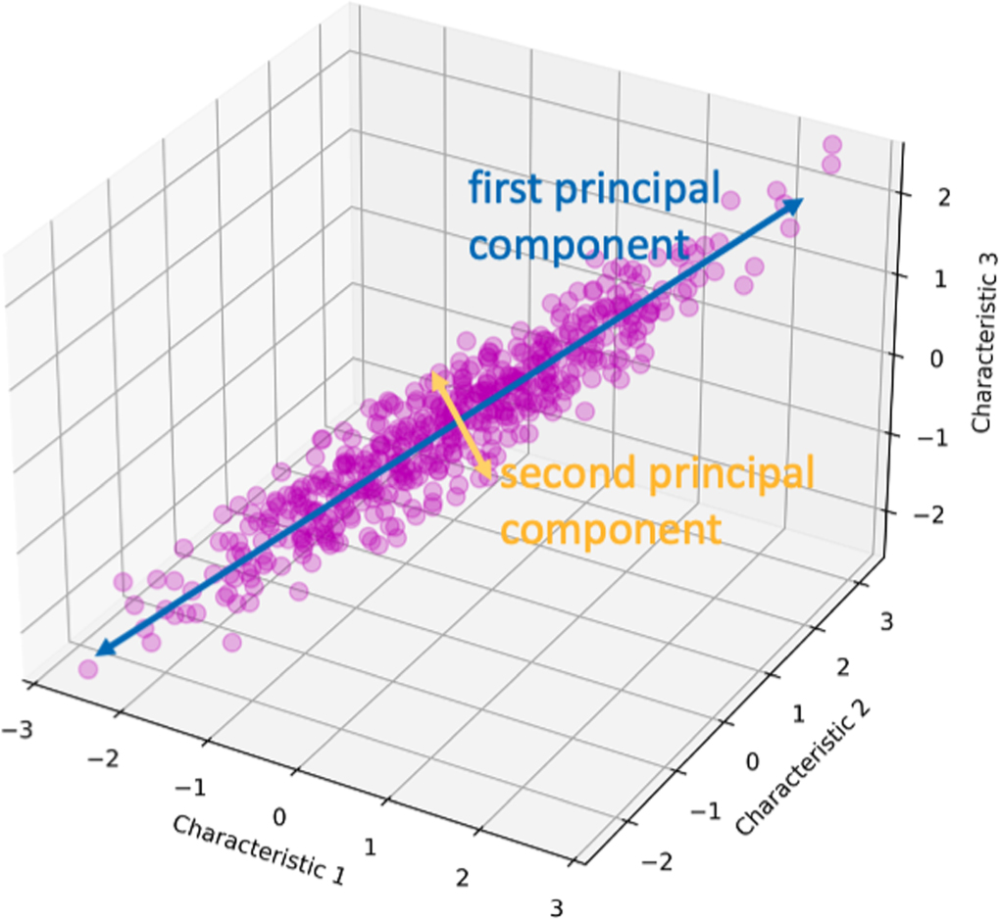 first principal
component
second principal
component
2
1
0
−1
−2
Characteristic 3
3
2
1
0
−1
−2
Characteristic 2
−3
−2
−1
0
1
2
3
Characteristic 1